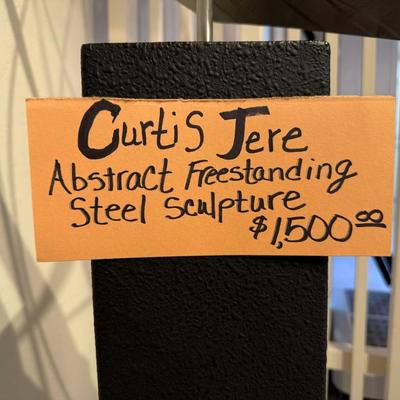 Curtis Jere
Abstract Freestanding
Steel Sculpture
$1,500.00